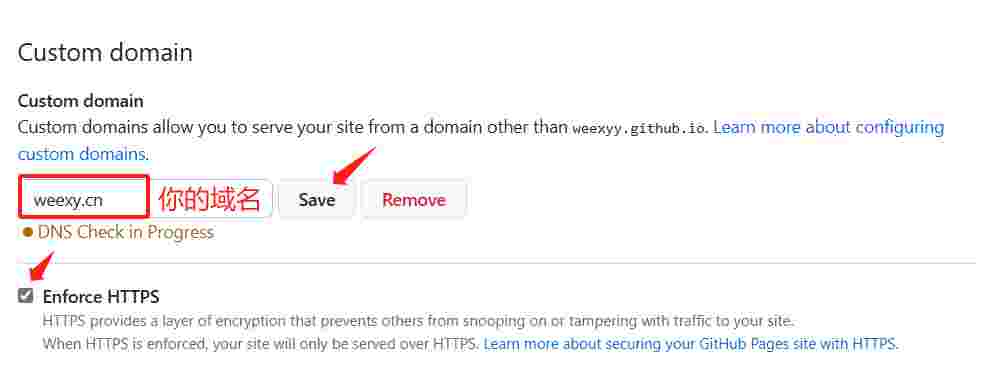 Custom domain
Custom domain
Custom domains allow you to serve your site from a domain other than weexyy.github.io. Learn more about configuring
custom domains.
weexy.cn 你的域名 Save Remove
DNS Check in Progress
Enforce HTTPS
HTTPS provides a layer of encryption that prevents others from snooping on or tampering with traffic to your site.
When HTTPS is enforced, your site will only be served over HTTPS. Learn more about securing your GitHub Pages site with HTTPS.